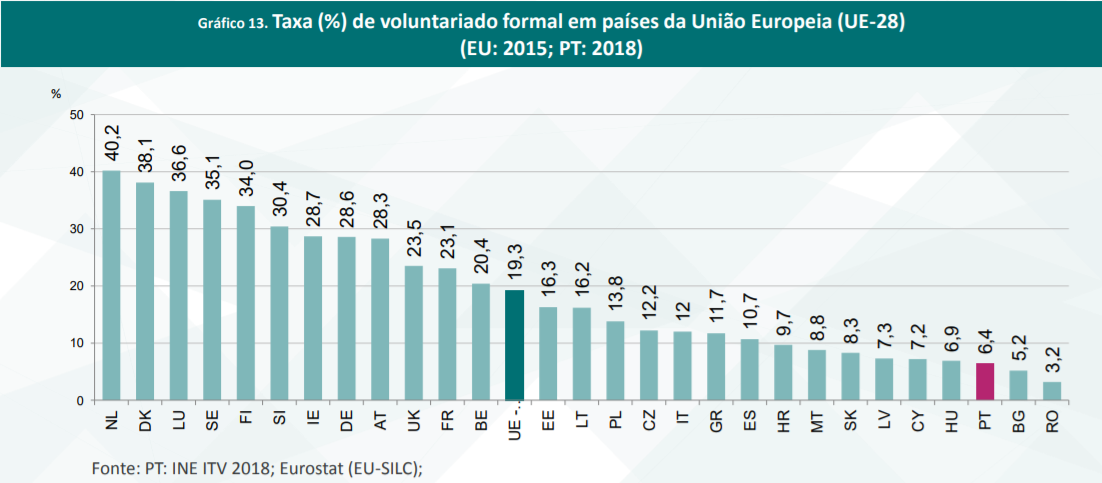 Gráfico 13. Taxa (%) de voluntariado formal em países da União Europeia (UE-28)
(EU: 2015; PT: 2018)
%
50
40
30
20
10
0
40,2
38,1
36,6
35,1
34,0
30,4
28,7
28,6
28,3
23,5
23,1
20,4
19,3
16,3
16,2
13,8
12,2
12
11,7
10,7
9,7
8,8
8,3
7,3
7,2
6,9
6,4
5,2
3,2
NL
DK
LU
SE
FI
SI
IE
DE
AT
UK
FR
BE
UE -…
EE
LT
PL
CZ
IT
GR
ES
HR
MT
SK
LV
CY
HU
PT
BG
RO
Fonte: PT: INE ITV 2018; Eurostat (EU-SILC);